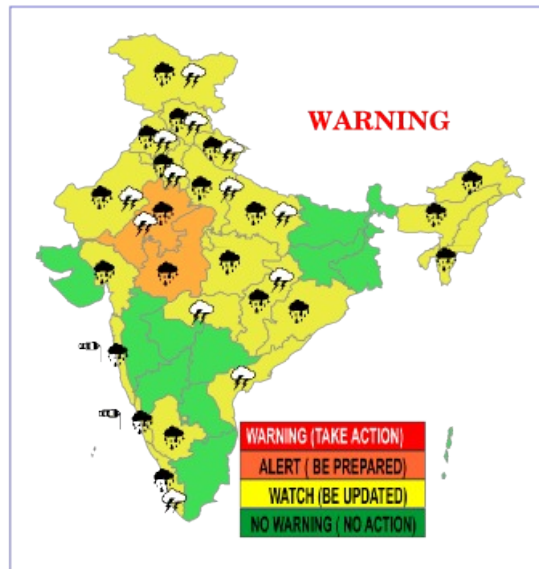 WARNING
WARNING (TAKE ACTION)
ALERT ( BE PREPARED)
WATCH (BE UPDATED)
NO WARNING ( NO ACTION)